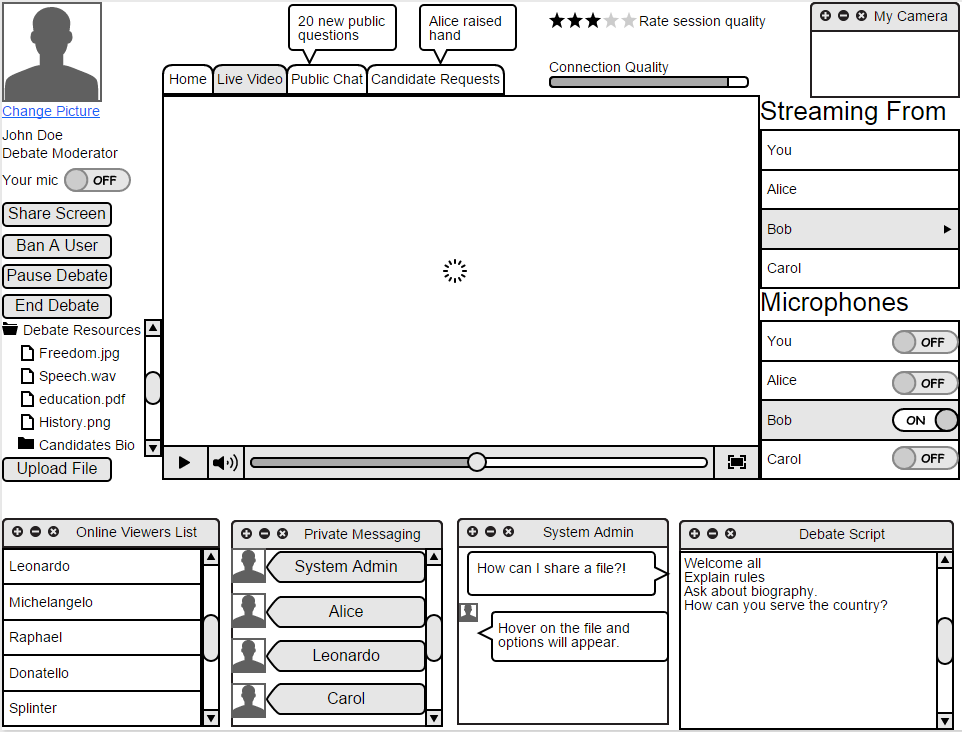 20 new public
questions
Alice raised
hand
Rate session quality
My Camera
Connection Quality
Home
Live Video
Public Chat
Candidate Requests
Change Picture
John Doe
Debate Moderator
Your mic OFF
Share Screen
Ban A User
Pause Debate
End Debate
Debate Resources
Freedom.jpg
Speech.wav
education.pdf
History.png
Candidates Bio
Upload File
Streaming From
You
Alice
Bob
Carol
Microphones
You OFF
Alice OFF
Bob ON
Carol OFF
Online Viewers List
Leonardo
Michelangelo
Raphael
Donatello
Splinter
Private Messaging
System Admin
Alice
Leonardo
Carol
System Admin
How can I share a file?!
Hover on the file and
options will appear.
Debate Script
Welcome all
Explain rules
Ask about biography.
How can you serve the country?